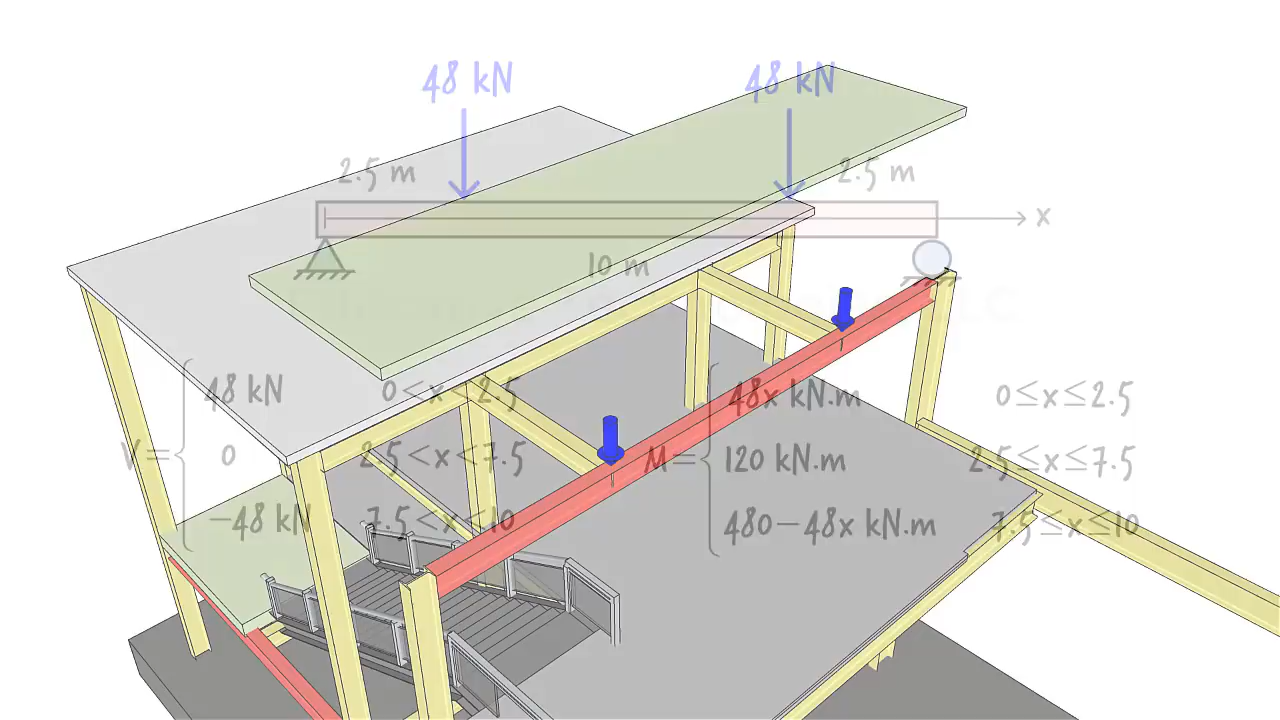 48 kN 48 kN
2.5 m 2.5 m
x
10 m
LC
48 kN 0<x<2.5 48x kN.m 0≤x≤2.5
V= 0 2.5<x<7.5 M= 120 kN.m 2.5≤x≤7.5
-48 kN 7.5<x<10 480-48x kN.m 7.5≤x≤10